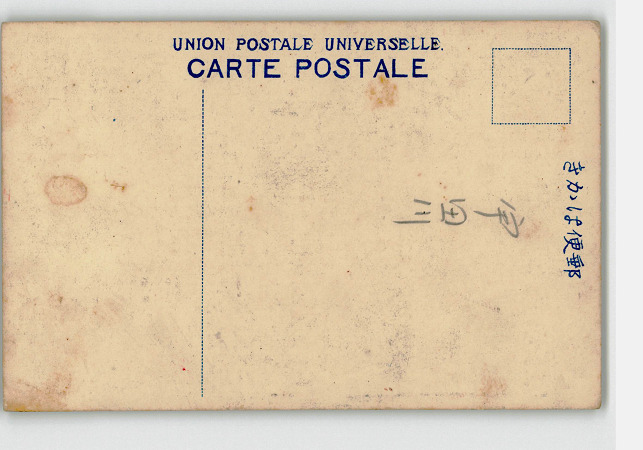 UNION POSTALE UNIVERSELLE.
CARTE POSTALE
きかは便郵
宇田川